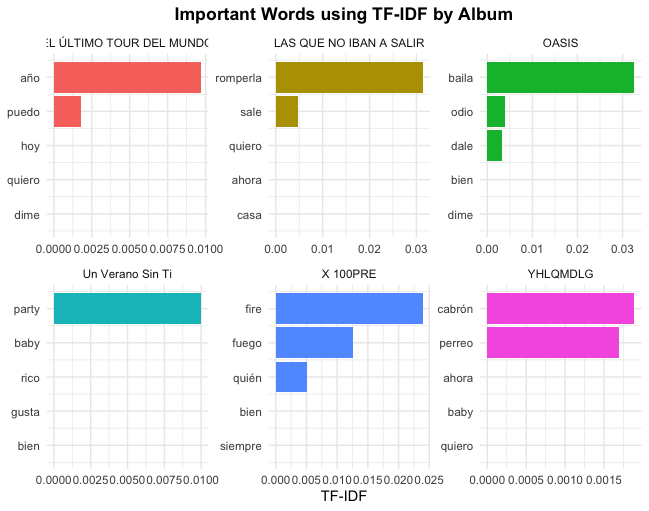 Important Words using TF-IDF by Album
EL ÚLTIMO TOUR DEL MUNDO
año
puedo
hoy
quiero
dime
0.0000 0.0025 0.0050 0.0075 0.0100
LAS QUE NO IBAN A SALIR
romperla
sale
quiero
ahora
casa
0.00 0.01 0.02 0.03
OASIS
baila
odio
dale
bien
dime
0.00 0.01 0.02 0.03
Un Verano Sin Ti
party
baby
rico
gusta
bien
0.0000 0.0025 0.0050 0.0075 0.0100
X 100PRE
fire
fuego
quién
bien
siempre
0.000 0.005 0.010 0.015 0.020 0.025
YHLQMDLG
cabrón
perreo
ahora
baby
quiero
0.0000 0.0005 0.0010 0.0015
TF-IDF